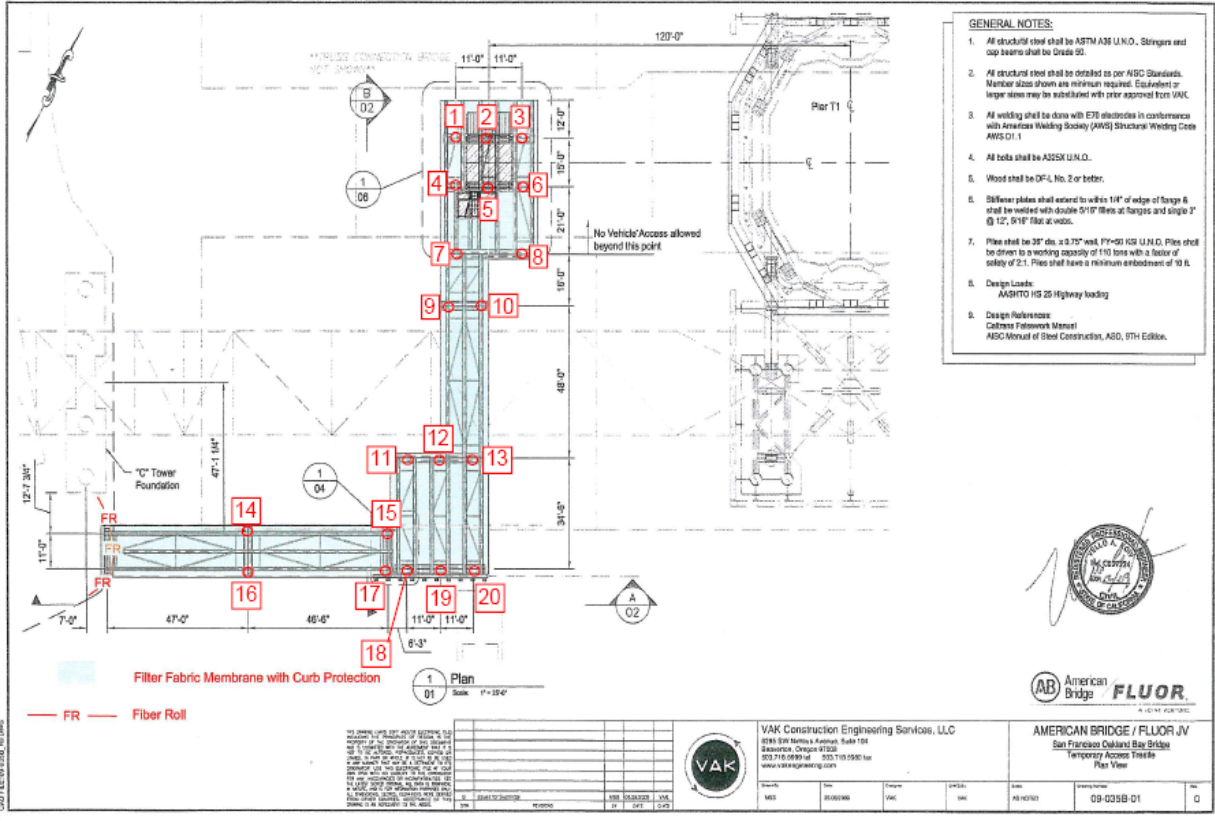 120'-0"
11'-0" 11'-0"
B
02
1
2
3
12'-0"
15'-0"
Pier T1
1
06
4
5
6
21'-0"
No Vehicle Access allowed
beyond this point
7
8
16'-0"
9
10
48'-0"
47'-1 1/4"
12
11
13
"C" Tower
Foundation
1
04
12'-7 3/4"
34'-6"
FR
14
15
FR
11'-0"
FR
16
17
19
20
A
02
7'-0"
47'-0"
46'-6"
11'-0" 11'-0"
6'-3"
18
Filter Fabric Membrane with Curb Protection
FR
Fiber Roll
1
01
Plan
Scale
GENERAL NOTES:
1. All structural steel shall be ASTM A36 U.N.O.. Stringers and
cap beams shall be Grade 50.
2. All structural steel shall be detailed as per AISC Standards.
Member sizes shown are minimum required. Equivalent or
larger sizes may be substituted with prior approval from VAK.
3. All welding shall be done with E70 electrodes in conformance
with American Welding Society (AWS) Structural Welding Code
AWS D1.1
4. All bolts shall be A325X U.N.O..
5. Wood shall be DF-L No. 2 or better.
6. Stiffener plates shall extend to within 1/4" of edge of flange &
shall be welded with double 5/16" fillets at flanges and single 3"
@ 12", 5/16" fillet at webs.
7. Piles shall be 36" dia. x 0.75" wall, FY=50 KSI U.N.O. Piles shall
be driven to a working capacity of 110 tons with a factor of
safety of 2:1. Piles shall have a minimum embedment of 10 ft.
8. Design Loads:
AASHTO HS 25 Highway loading
9. Design References:
Caltrans Falsework Manual
AISC Manual of Steel Construction, ASD, 9TH Edition.
CIVIL
STATE OF CALIFORNIA
AB American
Bridge
FLUOR
VAK
VAK Construction Engineering Services, LLC
Beaverton, Oregon 97008
www.vakengineering.com
AMERICAN BRIDGE / FLUOR JV
San Francisco Oakland Bay Bridge
Temporary Access Trestle
Plan View
AS NOTED
09-035B-01
0